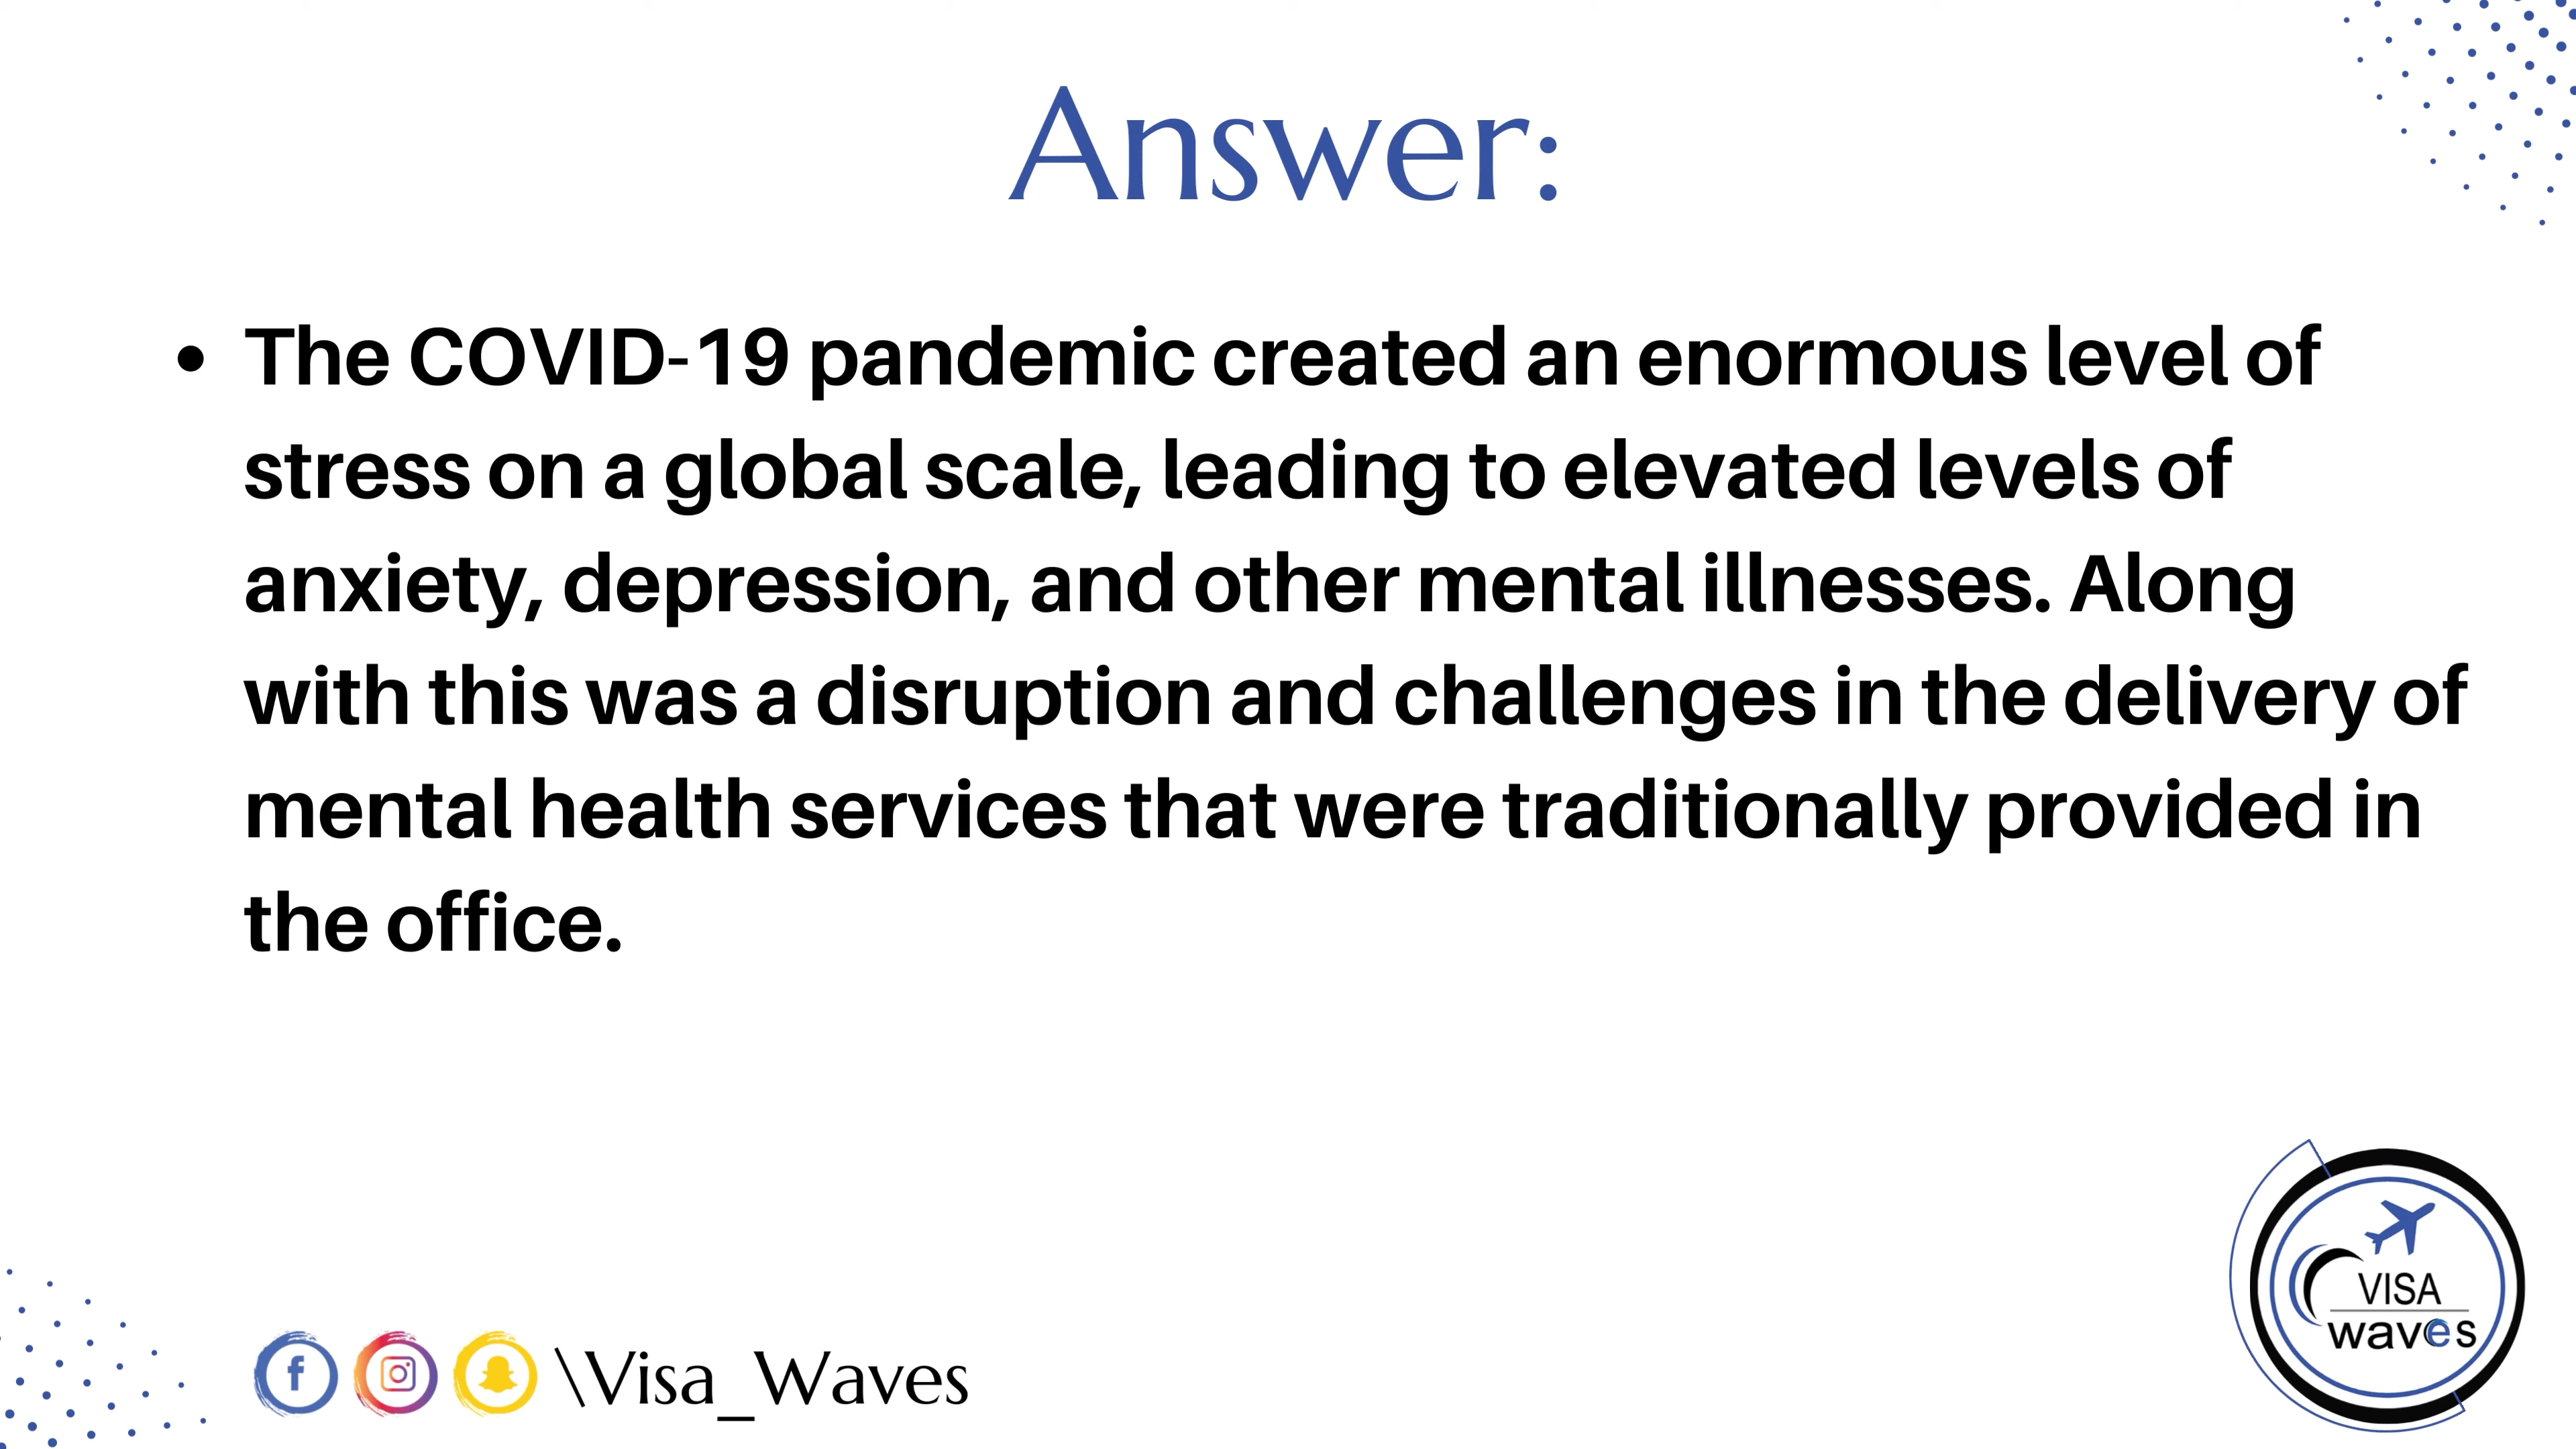 Answer:
• The COVID-19 pandemic created an enormous level of
stress on a global scale, leading to elevated levels of
anxiety, depression, and other mental illnesses. Along
with this was a disruption and challenges in the delivery of
mental health services that were traditionally provided in
the office.
VISA
waves
\Visa_Waves